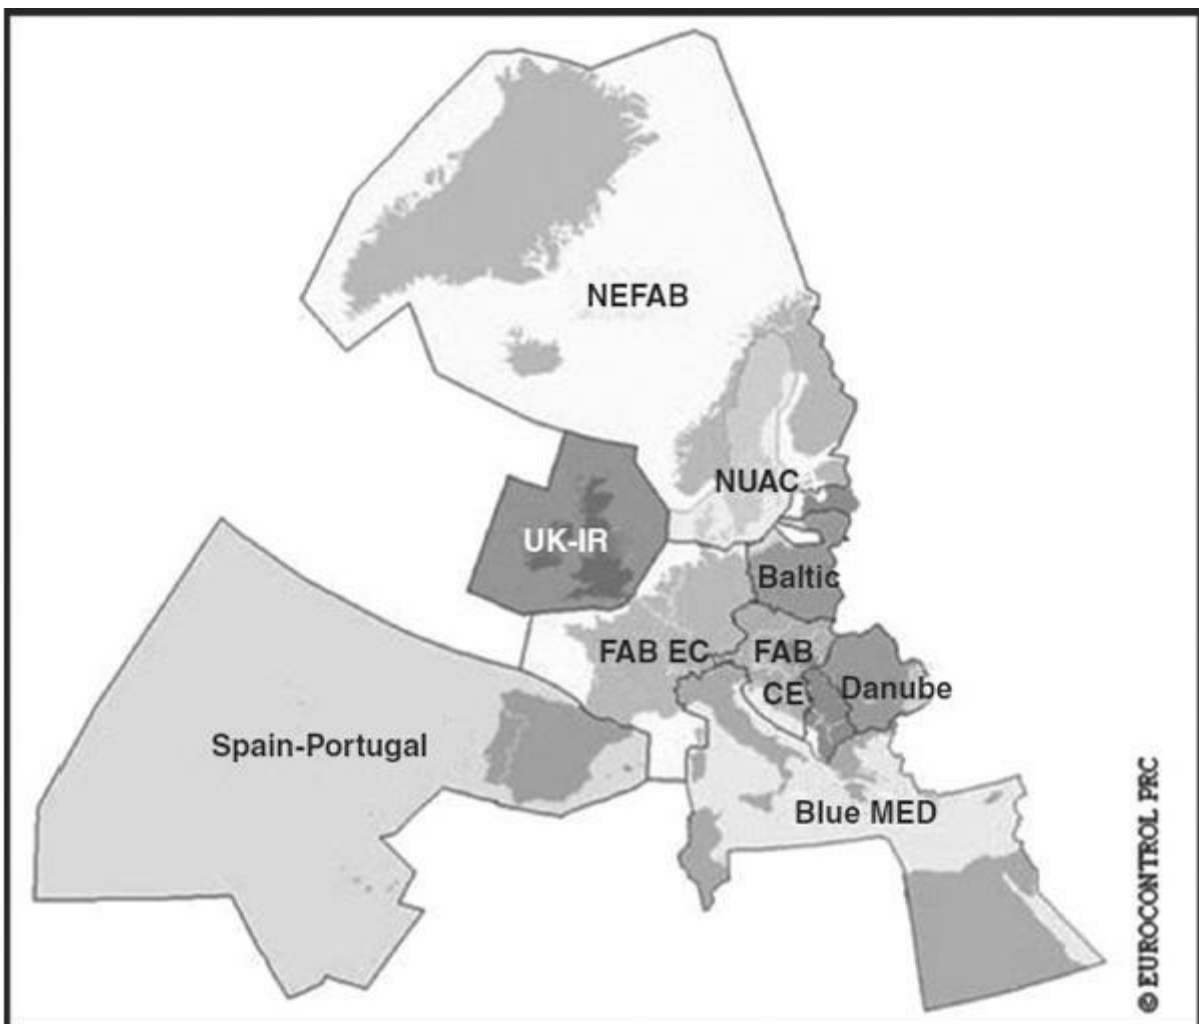 NEFAB
NUAC
UK-IR
Baltic
FAB EC
FAB
CE
Danube
Spain-Portugal
Blue MED
© EUROCONTROL PRC